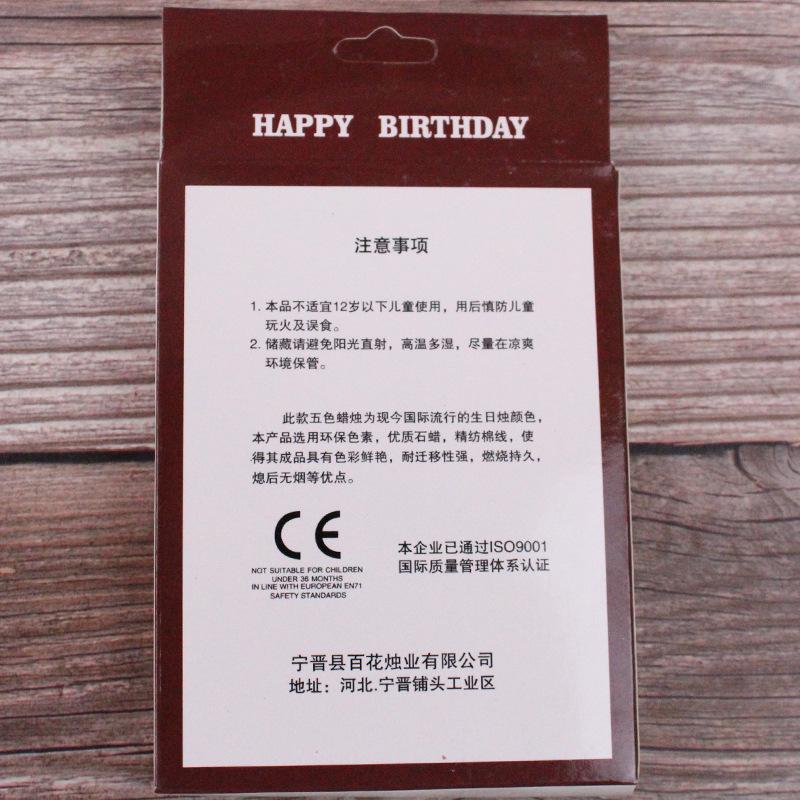 HAPPY BIRTHDAY
注意事项
1. 本品不适宜12岁以下儿童使用，用后慎防儿童
玩火及误食。
2. 储藏请避免阳光直射，高温多湿，尽量在凉爽
环境保管。
此款五色蜡烛为现今国际流行的生日烛颜色，
本产品选用环保色素，优质石蜡，精纺棉线，使
得其成品具有色彩鲜艳，耐迁移性强，燃烧持久，
熄后无烟等优点。
CE
NOT SUITABLE FOR CHILDREN
UNDER 36 MONTHS
IN LINE WITH EUROPEAN EN71
SAFETY STANDARDS
本企业已通过ISO9001
国际质量管理体系认证
宁晋县百花烛业有限公司
地址：河北.宁晋铺头工业区